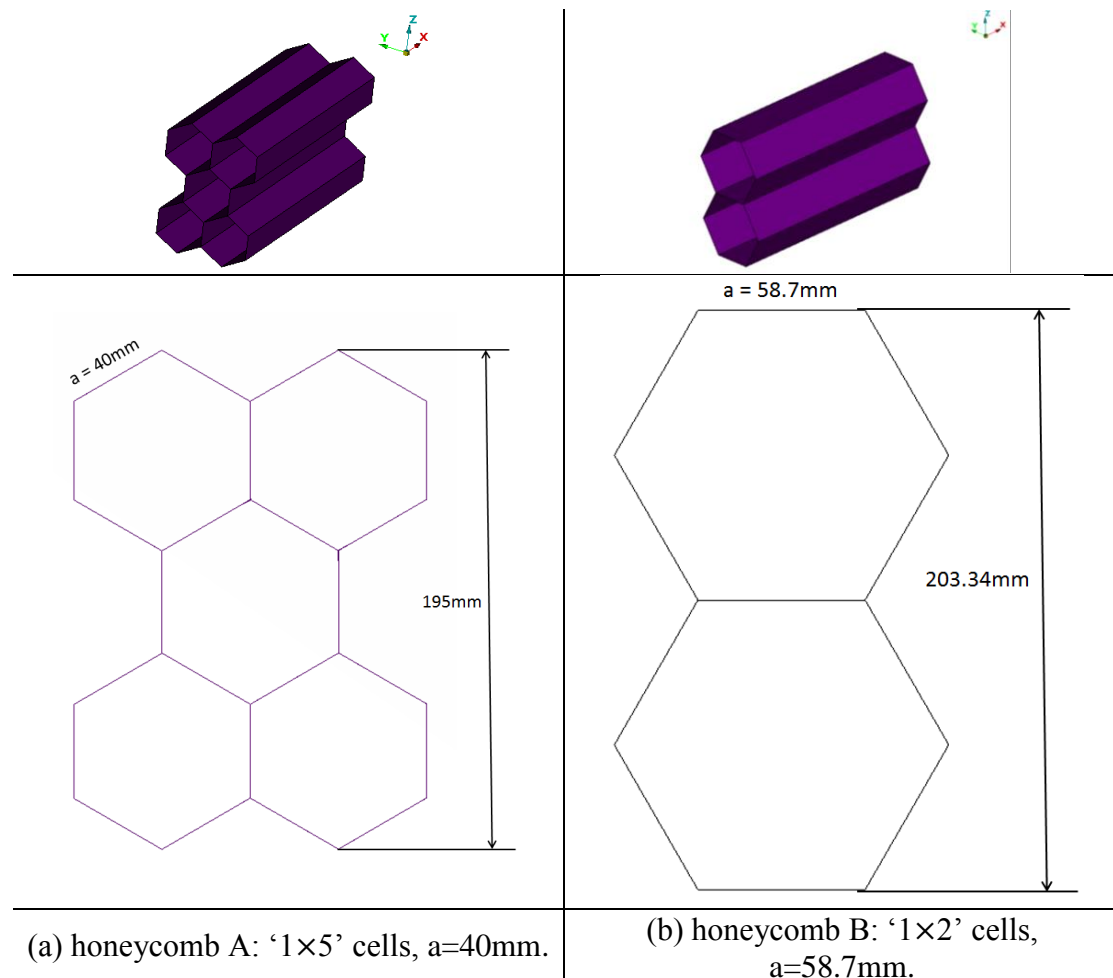 Z
Y
X
Z
Y
X
a = 40mm
195mm
a = 58.7mm
203.34mm
(a) honeycomb A: ‘1×5’ cells, a=40mm.
(b) honeycomb B: ‘1×2’ cells,
a=58.7mm.